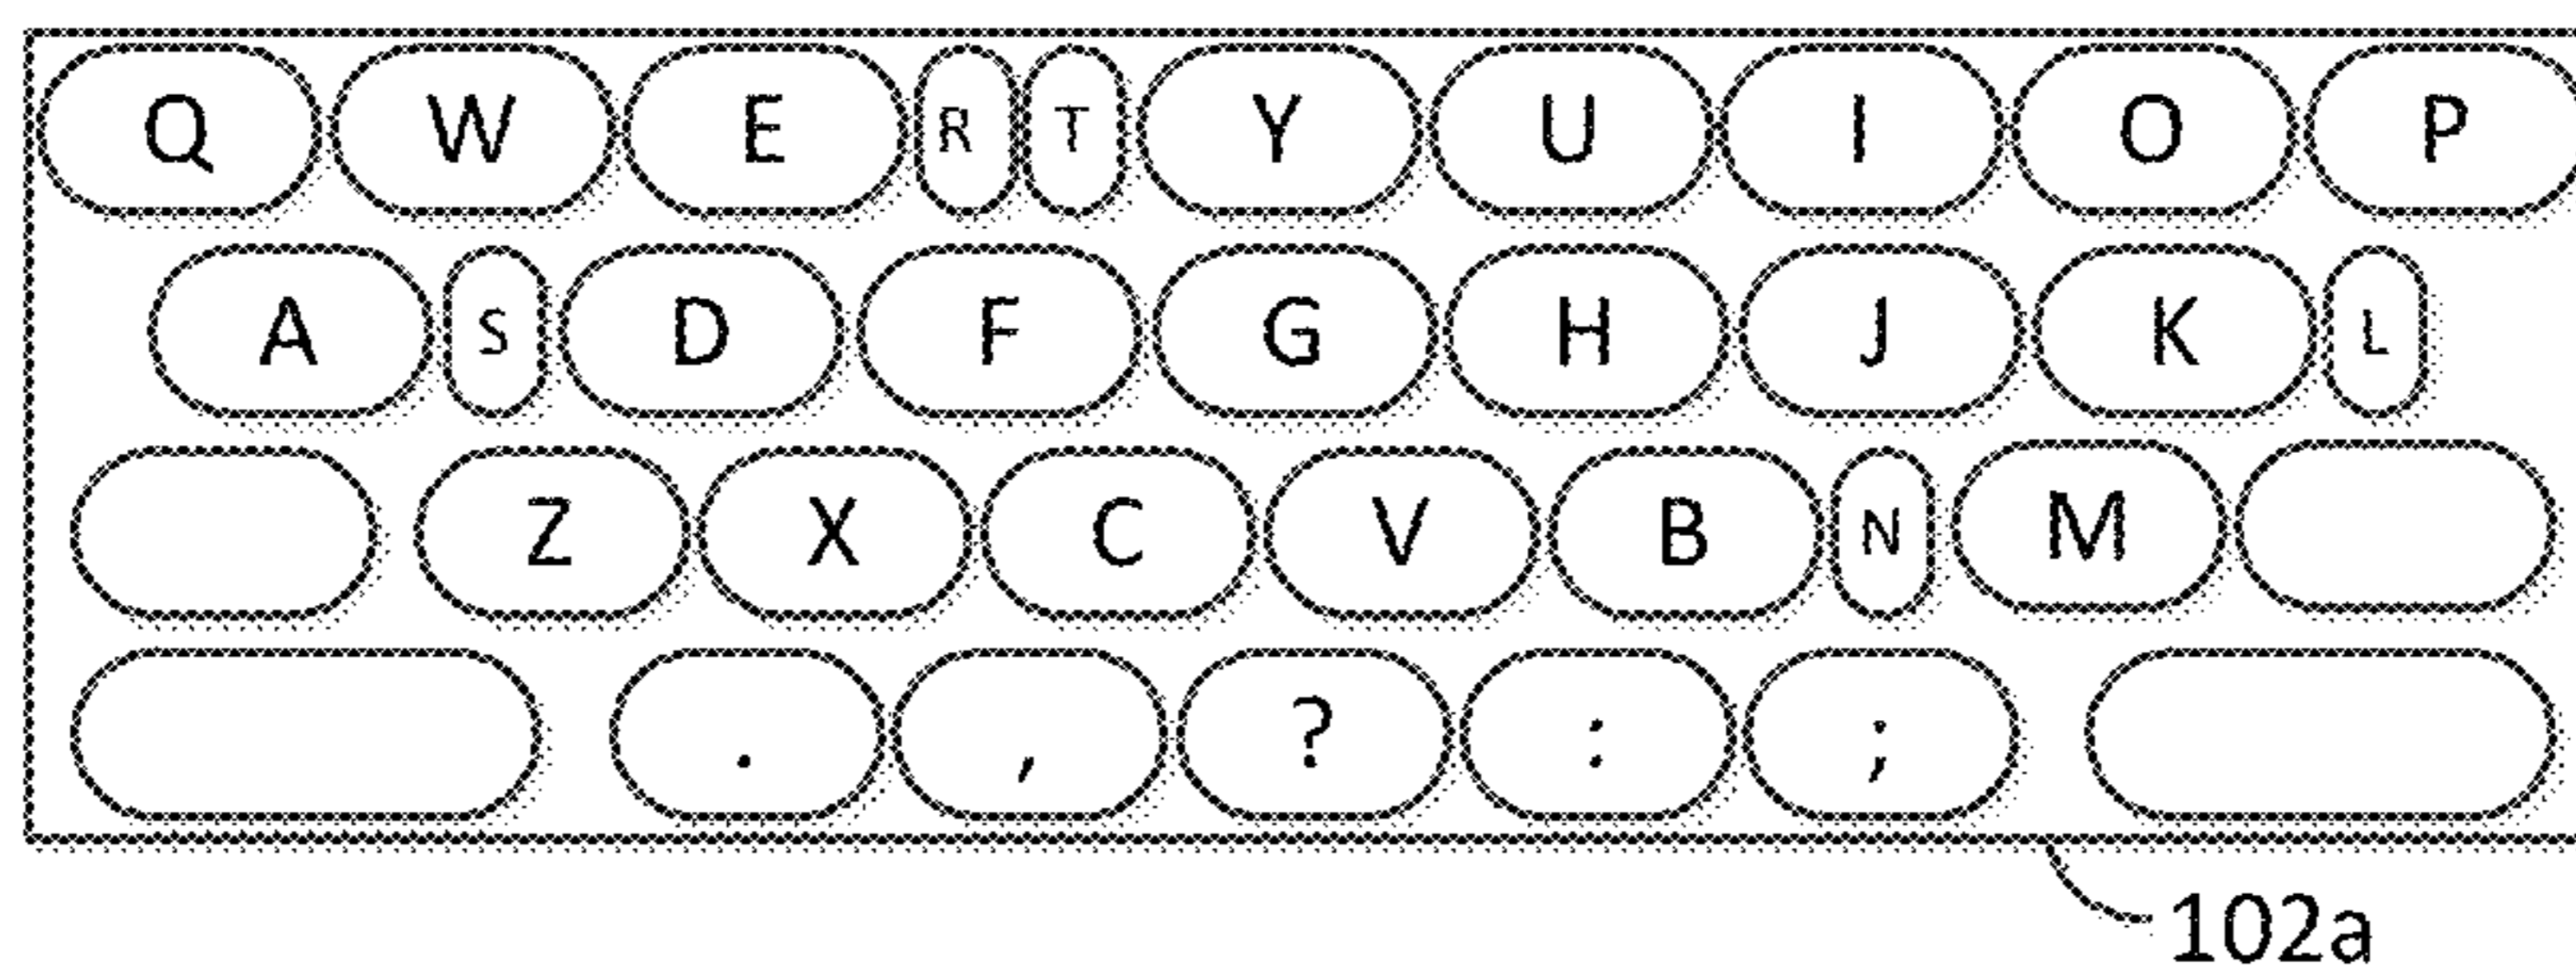 Q W E R T Y U I O P
A S D F G H J K L
Z X C V B N M
. , ? : ;
102a